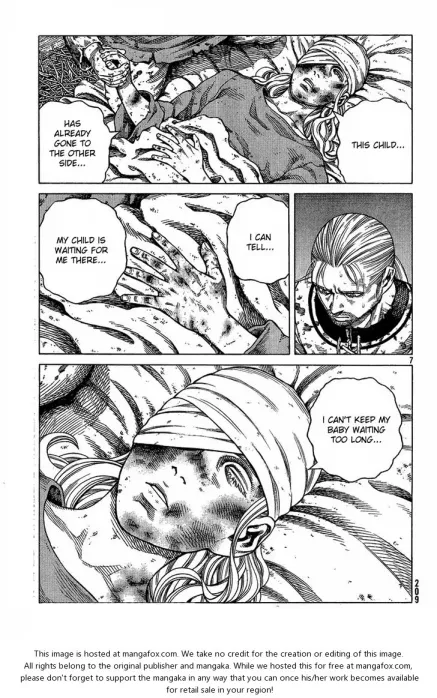 THIS CHILD...
HAS
ALREADY
GONE TO
THE OTHER
SIDE...
I CAN
TELL...
MY CHILD IS
WAITING FOR
ME THERE...
7
I CAN'T KEEP MY
BABY WAITING
TOO LONG...
209
This image is hosted at mangafox.com. We take no credit for the creation or editing of this image.
All rights belong to the original publisher and mangaka. While we hosted this for free at mangafox.com,
please don't forget to support the mangaka in any way that you can once his/her work becomes available
for retail sale in your region!